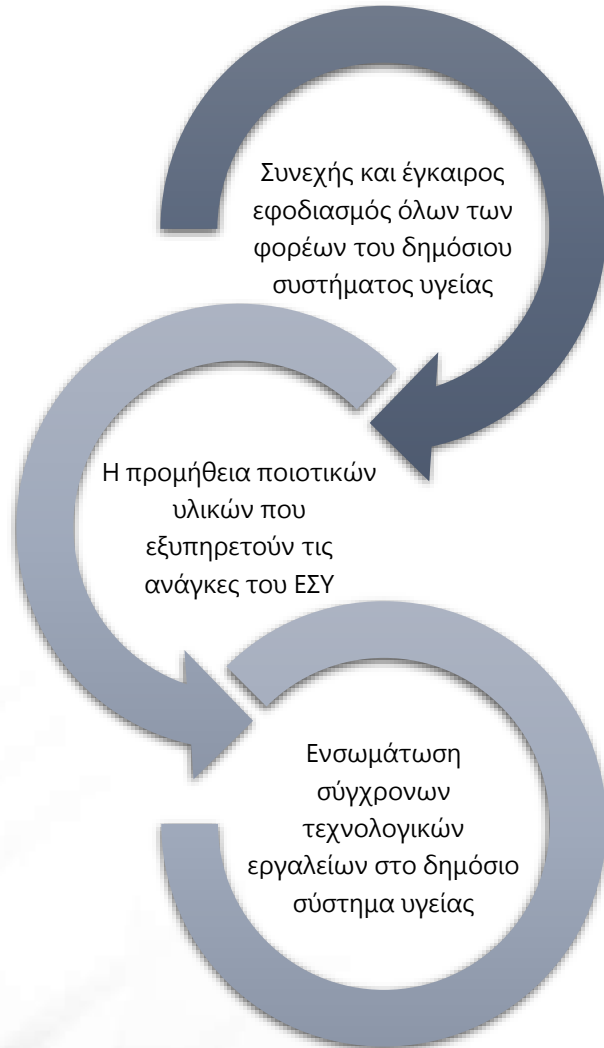 Συνεχής και έγκαιρος
εφοδιασμός όλων των
φορέων του δημόσιου
συστήματος υγείας
Η προμήθεια ποιοτικών
υλικών που
εξυπηρετούν τις
ανάγκες του ΕΣΥ
Ενσωμάτωση
σύγχρονων
τεχνολογικών
εργαλείων στο δημόσιο
σύστημα υγείας